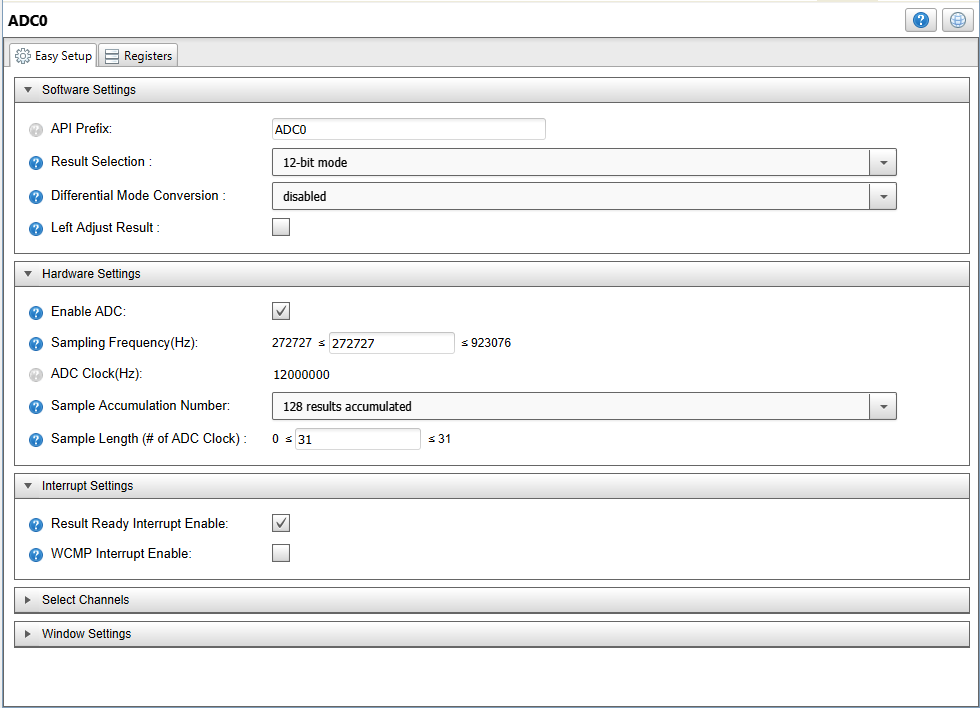 ADC0
Easy Setup Registers
Software Settings
API Prefix: ADC0
Result Selection : 12-bit mode
Differential Mode Conversion : disabled
Left Adjust Result :
Hardware Settings
Enable ADC:
Sampling Frequency(Hz): 272727 ≤ 272727 ≤ 923076
ADC Clock(Hz): 12000000
Sample Accumulation Number: 128 results accumulated
Sample Length (# of ADC Clock) : 0 ≤ 31 ≤ 31
Interrupt Settings
Result Ready Interrupt Enable:
WCMP Interrupt Enable:
Select Channels
Window Settings